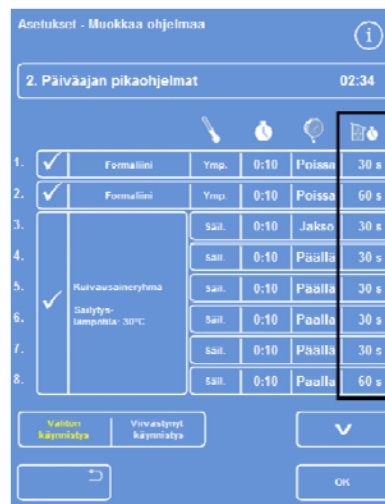 Asetukset - Muokkaa ohjelmaa
i
2. Päiväajan pikaohjelmat 02:34
1. Formaliini Ymp. 0:10 Poissa 30 s
2. Formaliini Ymp. 0:10 Poissa 60 s
3. Säil. 0:10 Jakso 30 s
4. Säil. 0:10 Päällä 30 s
5. Kuivausaineryhmä Säil. 0:10 Päällä 30 s
6. Säilytys-lämpötila: 30°C Säil. 0:10 Päällä 30 s
7. Säil. 0:10 Päällä 30 s
8. Säil. 0:10 Päällä 60 s
Välitön käynnistys Viivästynyt käynnistys
OK